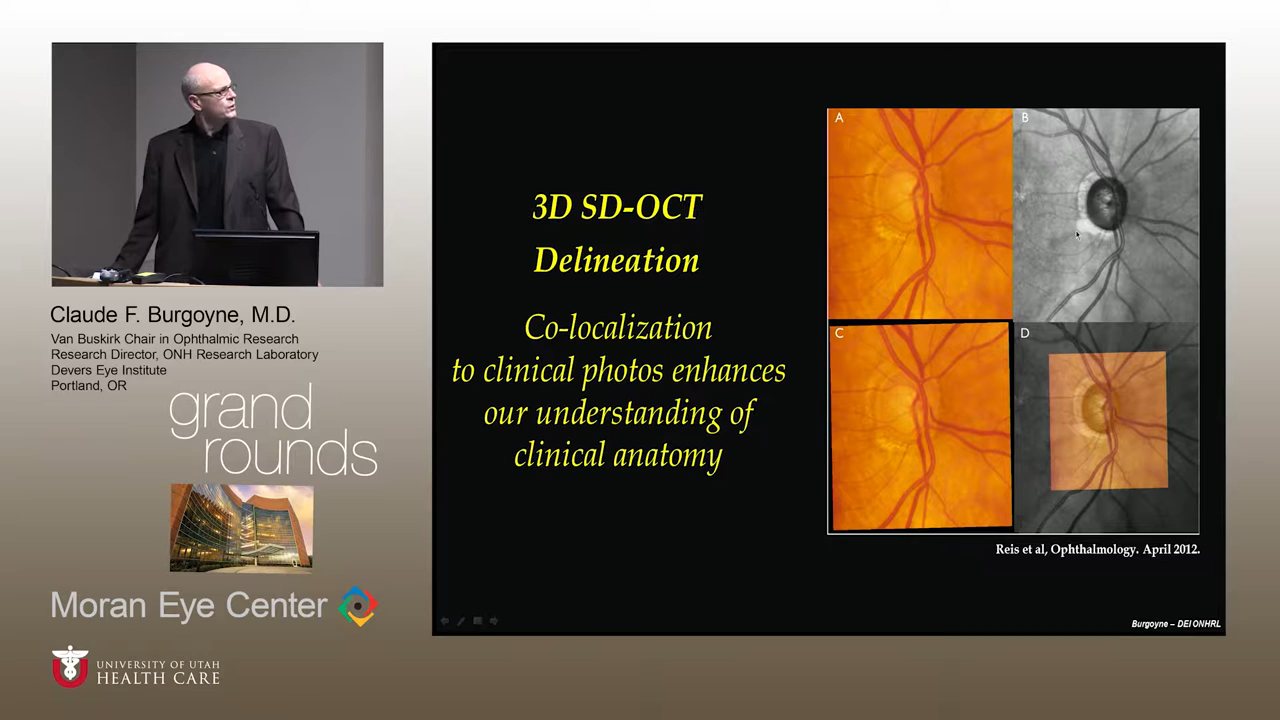 Claude F. Burgoyne, M.D.
Van Buskirk Chair in Ophthalmic Research
Research Director, ONH Research Laboratory
Devers Eye Institute
Portland, OR
grand
rounds
Moran Eye Center
UNIVERSITY OF UTAH
HEALTH CARE
U
3D SD-OCT
Delineation
Co-localization
to clinical photos enhances
our understanding of
clinical anatomy
A
B
C
D
Reis et al, Ophthalmology. April 2012.
Burgoyne – DEI ONHRL